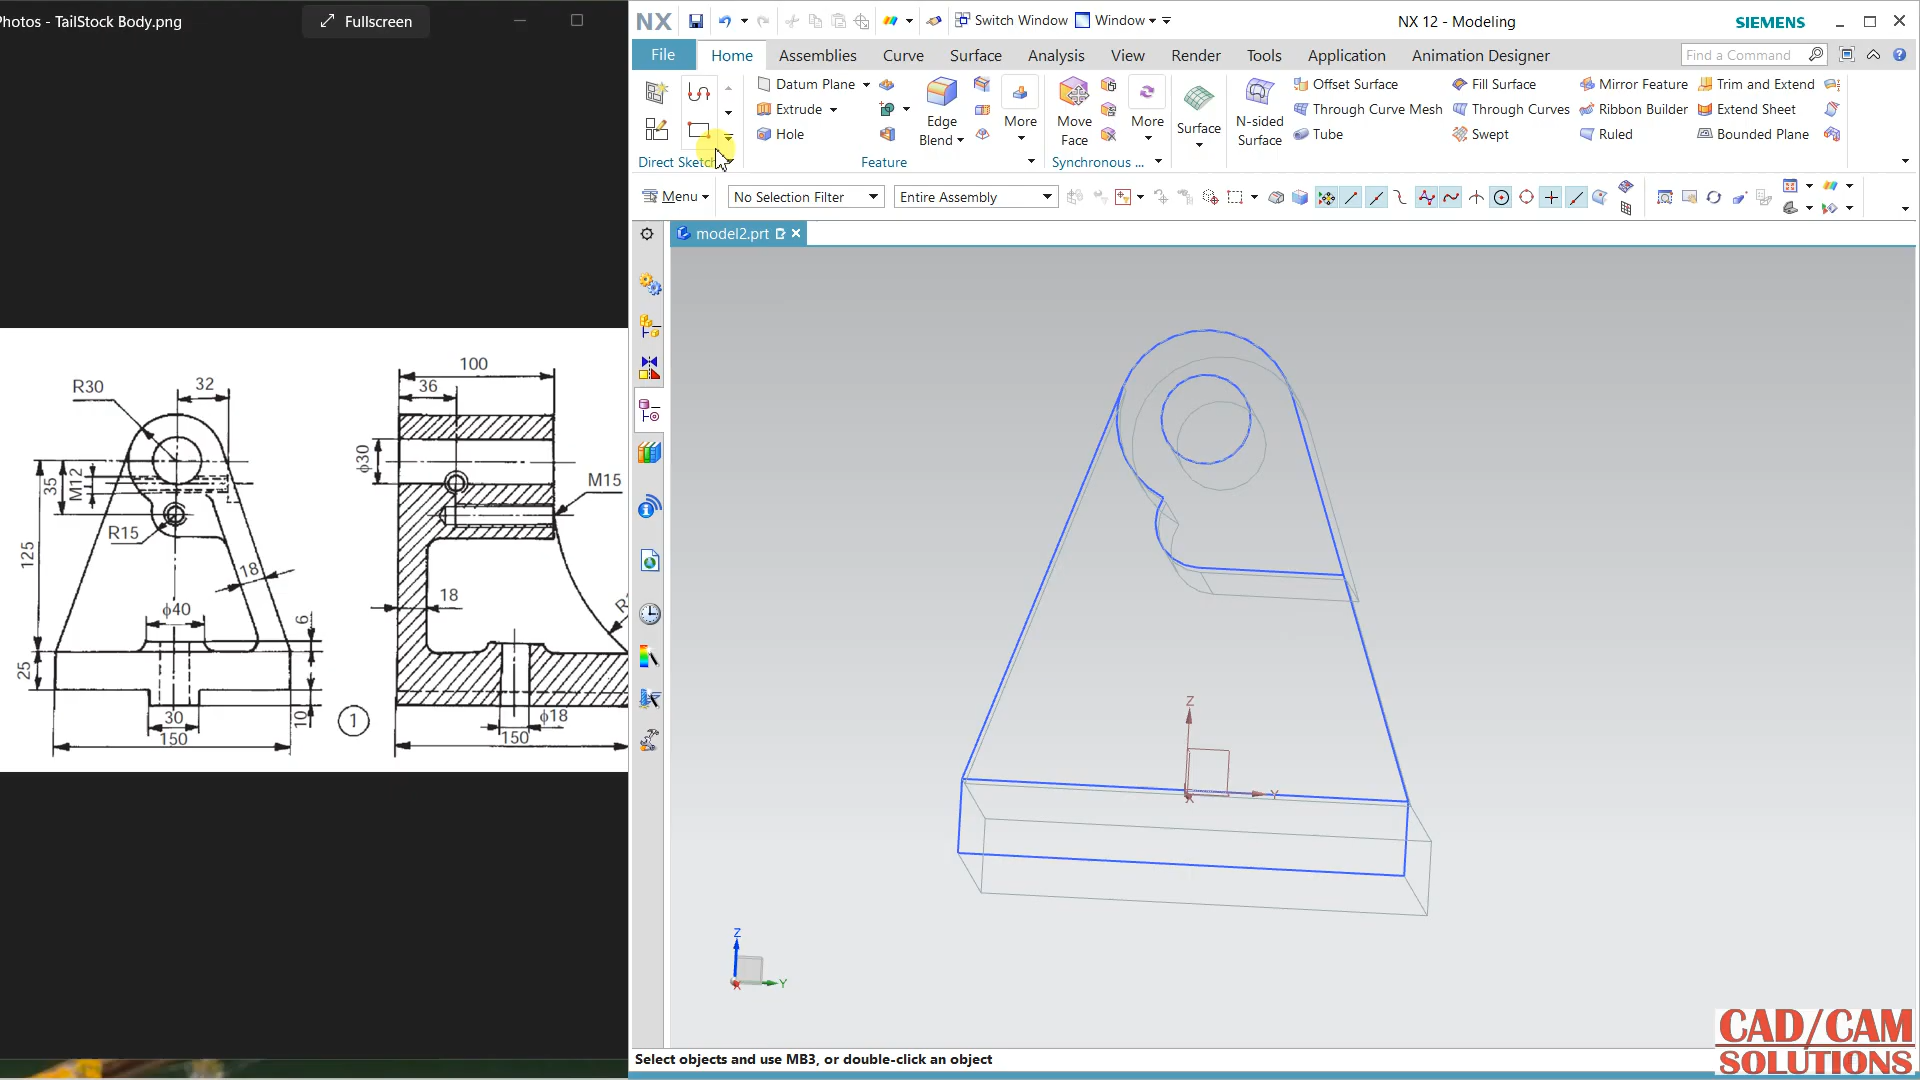 Photos - TailStock Body.png
Fullscreen
NX
Switch Window
Window
NX 12 - Modeling
SIEMENS
File
Home
Assemblies
Curve
Surface
Analysis
View
Render
Tools
Application
Animation Designer
Find a Command
Datum Plane
Extrude
Hole
Edge
Blend
More
Move
Face
More
Surface
N-sided
Surface
Offset Surface
Through Curve Mesh
Tube
Fill Surface
Through Curves
Swept
Mirror Feature
Ribbon Builder
Ruled
Trim and Extend
Extend Sheet
Bounded Plane
Direct Sketch
Feature
Synchronous ...
Menu
No Selection Filter
Entire Assembly
model2.prt
R30
32
100
36
M12
35
ϕ30
M15
R15
125
18
ϕ40
6
18
R
25
30
150
10
1
ϕ18
150
Z
Y
X
Z
Y
X
Select objects and use MB3, or double-click an object
CAD/CAM
SOLUTIONS